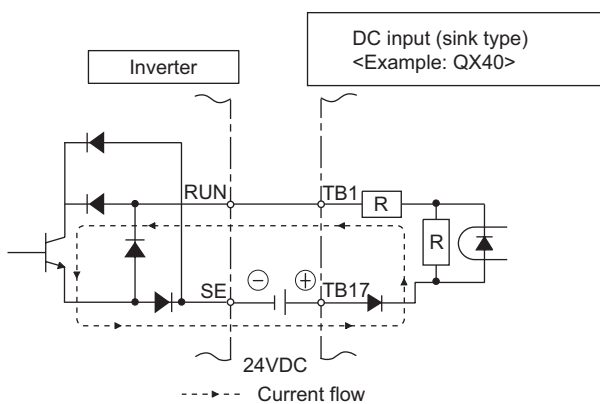 DC input (sink type)
<Example: QX40>
Inverter
RUN
TB1
R
R
SE
−
+
TB17
24VDC
Current flow